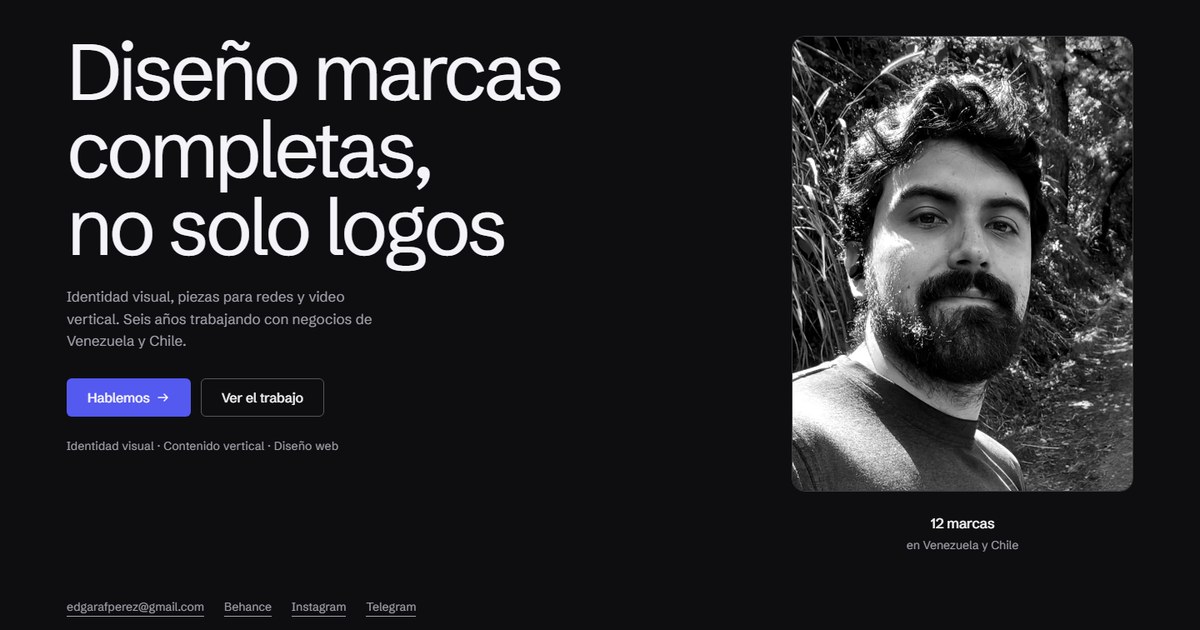 Diseño marcas
completas,
no solo logos
Identidad visual, piezas para redes y video
vertical. Seis años trabajando con negocios de
Venezuela y Chile.
Hablemos →
Ver el trabajo
Identidad visual · Contenido vertical · Diseño web
12 marcas
en Venezuela y Chile
edgarafperez@gmail.com
Behance
Instagram
Telegram